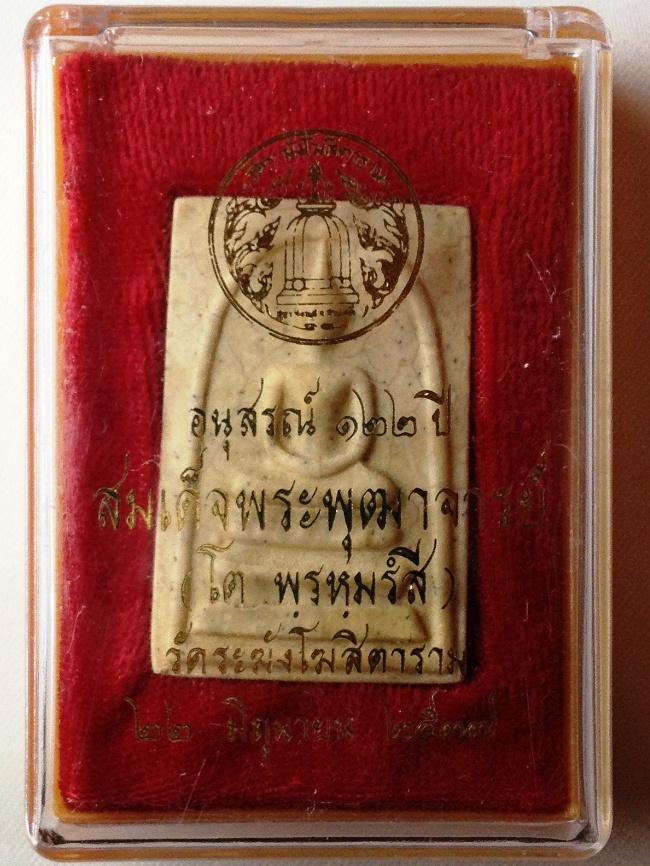 อนุสรณ์ ๑๒๒ ปี
สมเด็จพระพุฒาจารย์
(โต พฺรหฺมรํสี)
วัดระฆังโฆสิตาราม
๒๒ มิถุนายน ๒๕๓๗